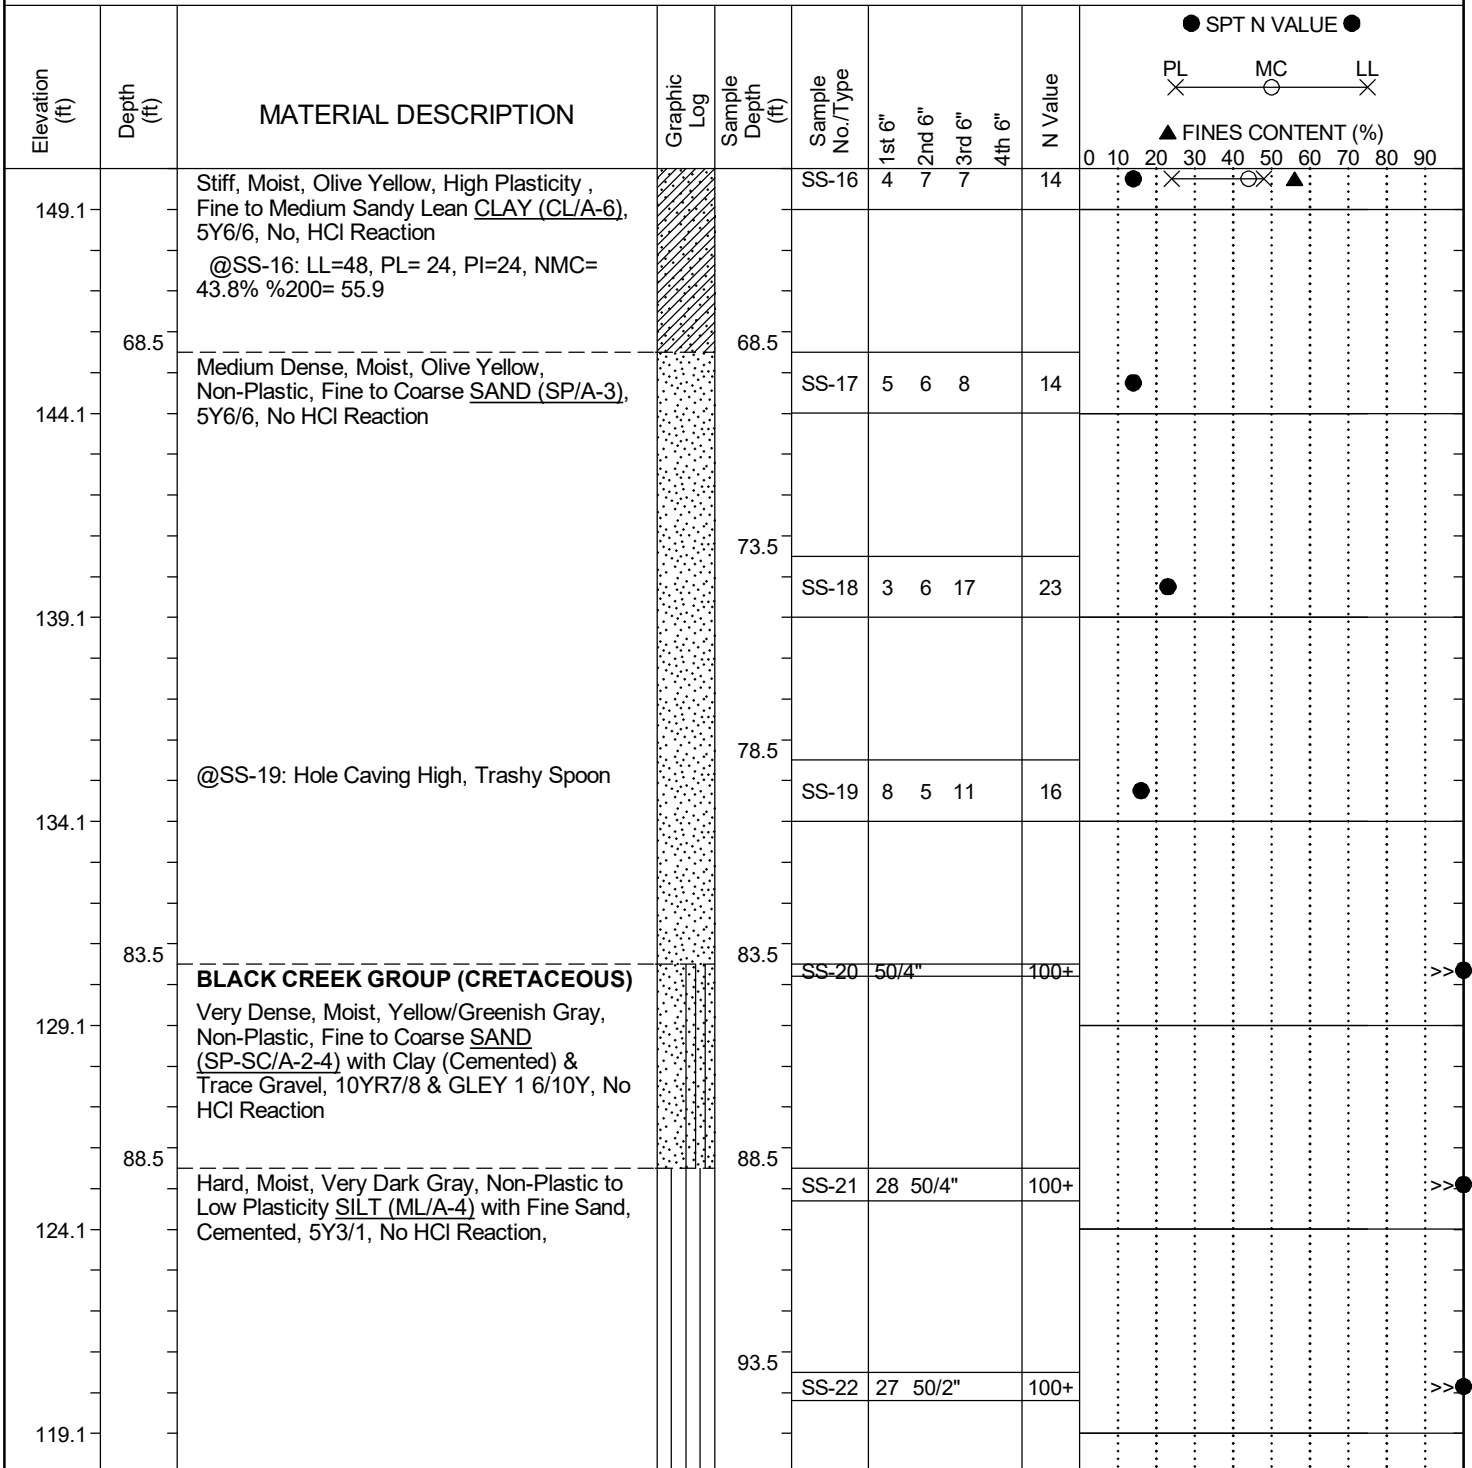 ● SPT N VALUE ●
PL MC LL
▲ FINES CONTENT (%)
0 10 20 30 40 50 60 70 80 90
Elevation (ft)
Depth (ft)
MATERIAL DESCRIPTION
Graphic Log
Sample Depth (ft)
Sample No./Type
1st 6"
2nd 6"
3rd 6"
4th 6"
N Value
Stiff, Moist, Olive Yellow, High Plasticity ,
Fine to Medium Sandy Lean CLAY (CL/A-6),
5Y6/6, No, HCl Reaction
@SS-16: LL=48, PL= 24, PI=24, NMC=
43.8% %200= 55.9
SS-16 4 7 7 14
149.1
68.5 68.5
Medium Dense, Moist, Olive Yellow,
Non-Plastic, Fine to Coarse SAND (SP/A-3),
5Y6/6, No HCl Reaction
SS-17 5 6 8 14
144.1
73.5
SS-18 3 6 17 23
139.1
78.5
@SS-19: Hole Caving High, Trashy Spoon
SS-19 8 5 11 16
134.1
83.5 83.5
BLACK CREEK GROUP (CRETACEOUS)
SS-20 50/4" 100+ >>
Very Dense, Moist, Yellow/Greenish Gray,
Non-Plastic, Fine to Coarse SAND
(SP-SC/A-2-4) with Clay (Cemented) &
Trace Gravel, 10YR7/8 & GLEY 1 6/10Y, No
HCl Reaction
129.1
88.5 88.5
Hard, Moist, Very Dark Gray, Non-Plastic to
Low Plasticity SILT (ML/A-4) with Fine Sand,
Cemented, 5Y3/1, No HCl Reaction,
SS-21 28 50/4" 100+ >>
124.1
93.5
SS-22 27 50/2" 100+ >>
119.1